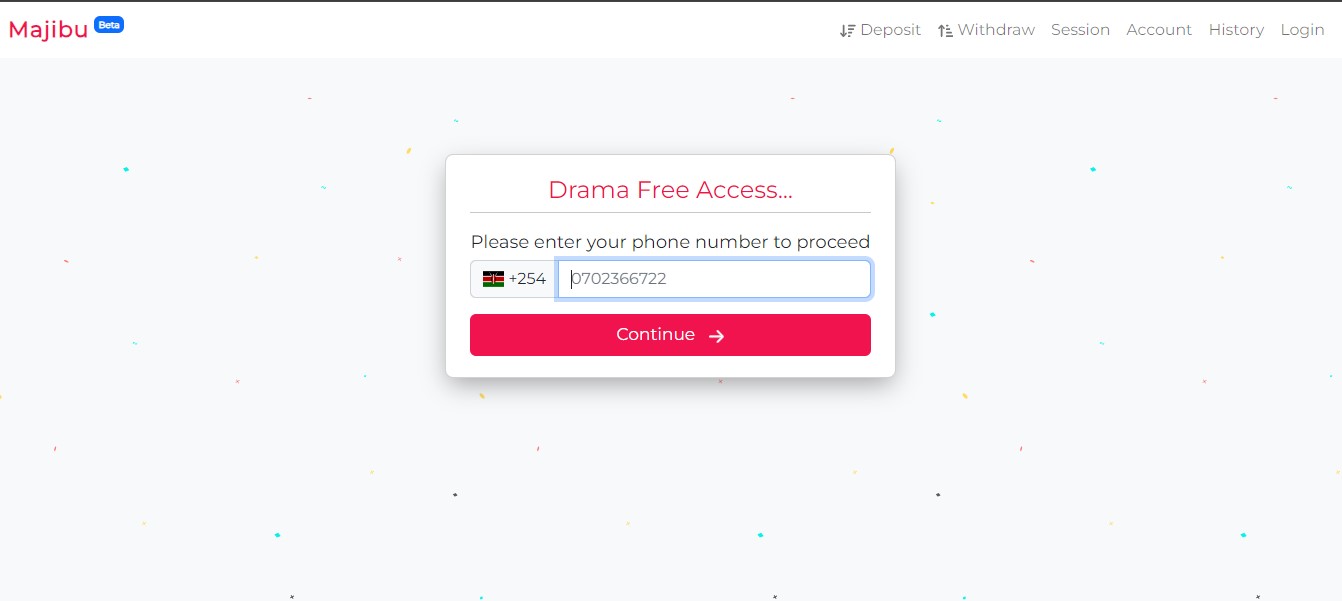 Majibu Beta
Deposit Withdraw Session Account History Login
Drama Free Access...
Please enter your phone number to proceed
+254 0702366722
Continue →